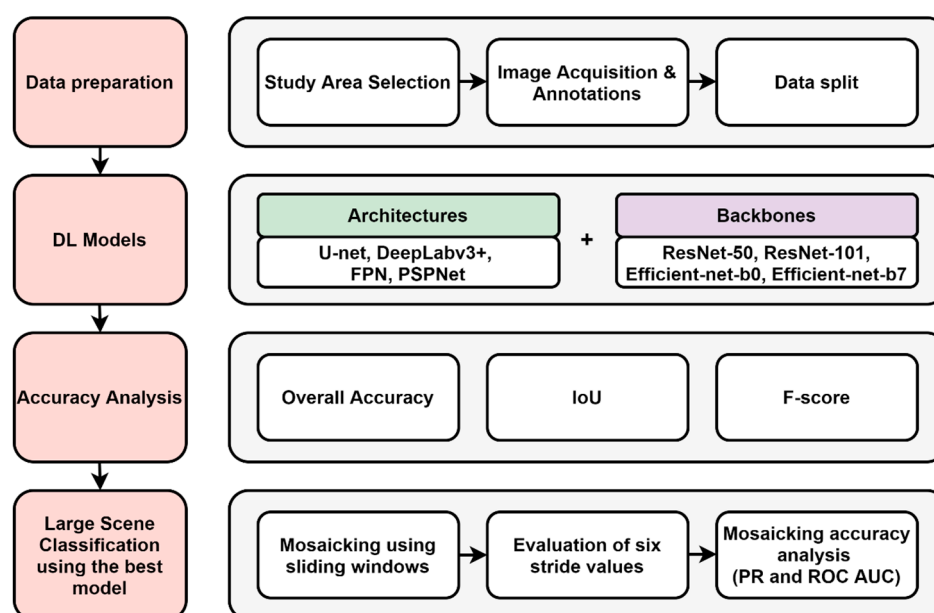 Data preparation
Study Area Selection
Image Acquisition &
Annotations
Data split
DL Models
Architectures
U-net, DeepLabv3+,
FPN, PSPNet
+
Backbones
ResNet-50, ResNet-101,
Efficient-net-b0, Efficient-net-b7
Accuracy Analysis
Overall Accuracy
IoU
F-score
Large Scene
Classification
using the best
model
Mosaicking using
sliding windows
Evaluation of six
stride values
Mosaicking accuracy
analysis
(PR and ROC AUC)